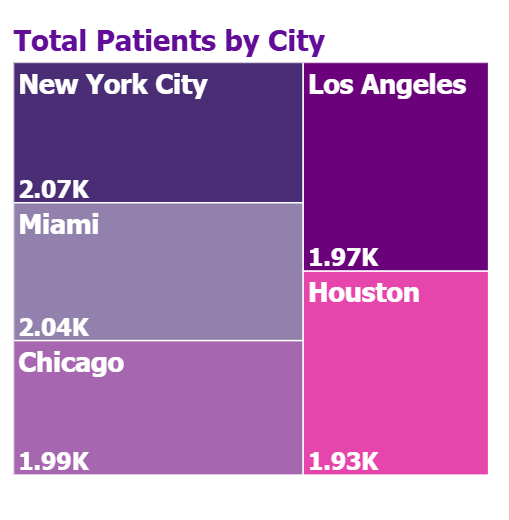 Total Patients by City
New York City
2.07K
Miami
2.04K
Chicago
1.99K
Los Angeles
1.97K
Houston
1.93K